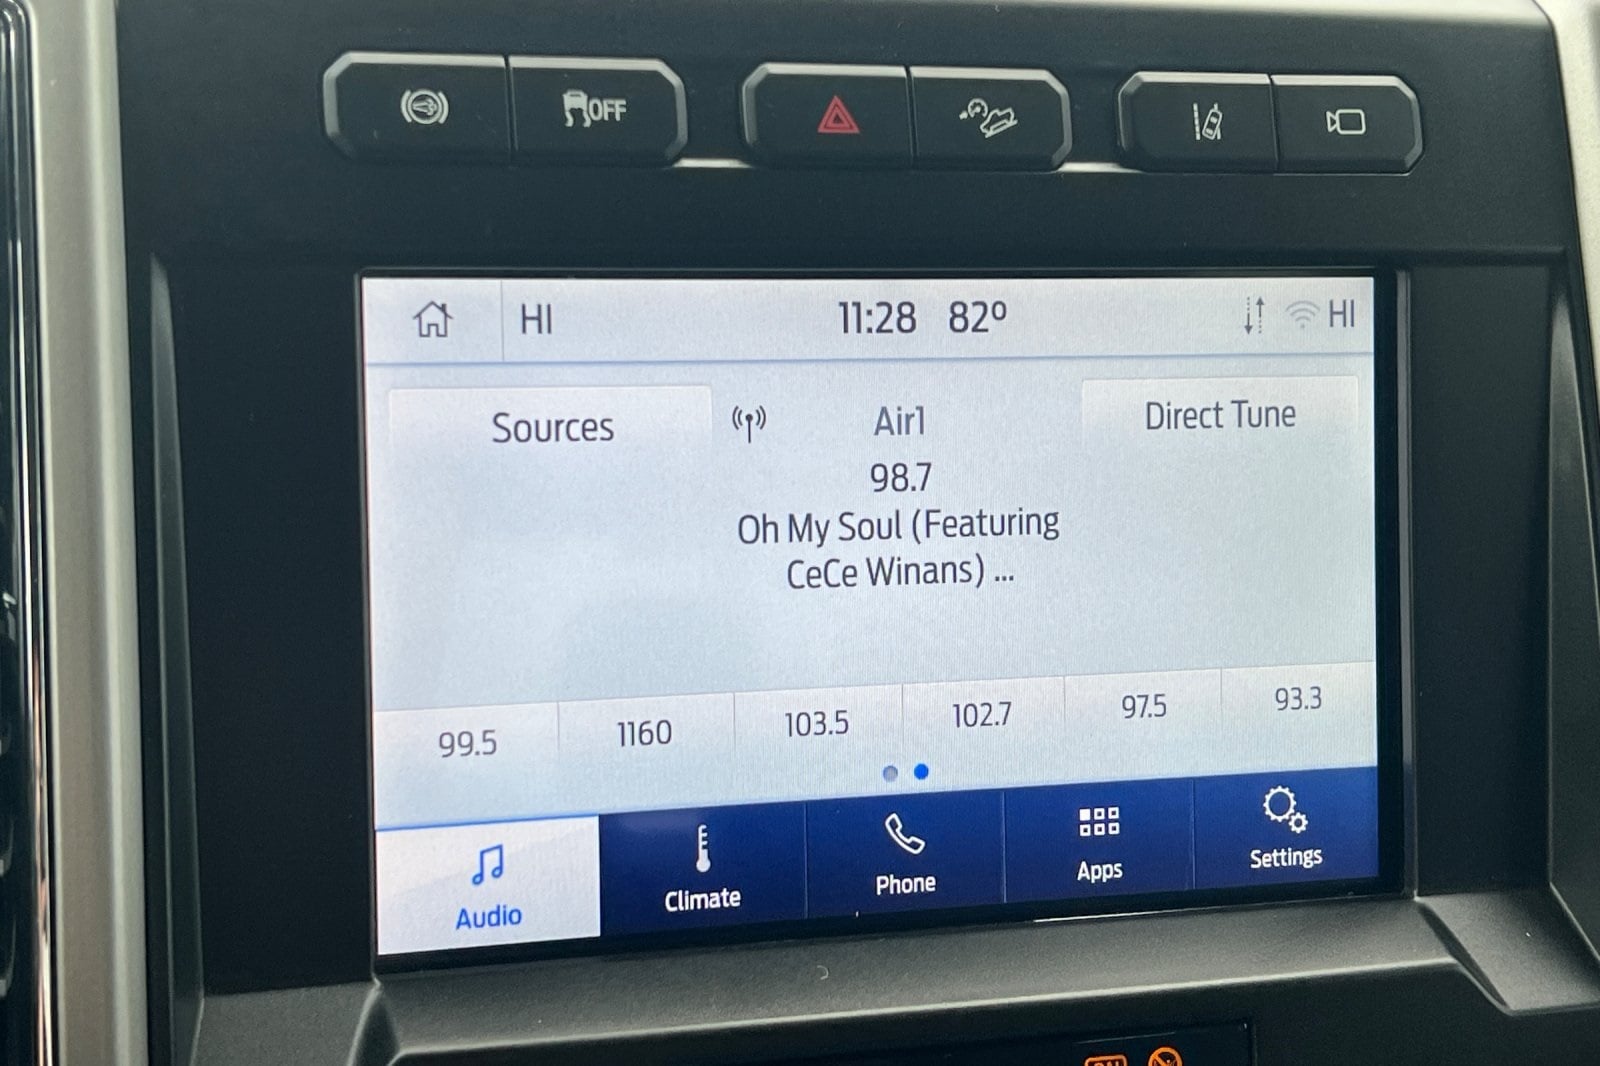 OFF
HI 11:28 82° HI
Sources Air1 Direct Tune
98.7
Oh My Soul (Featuring
CeCe Winans) ...
99.5 1160 103.5 102.7 97.5 93.3
Audio Climate Phone Apps Settings